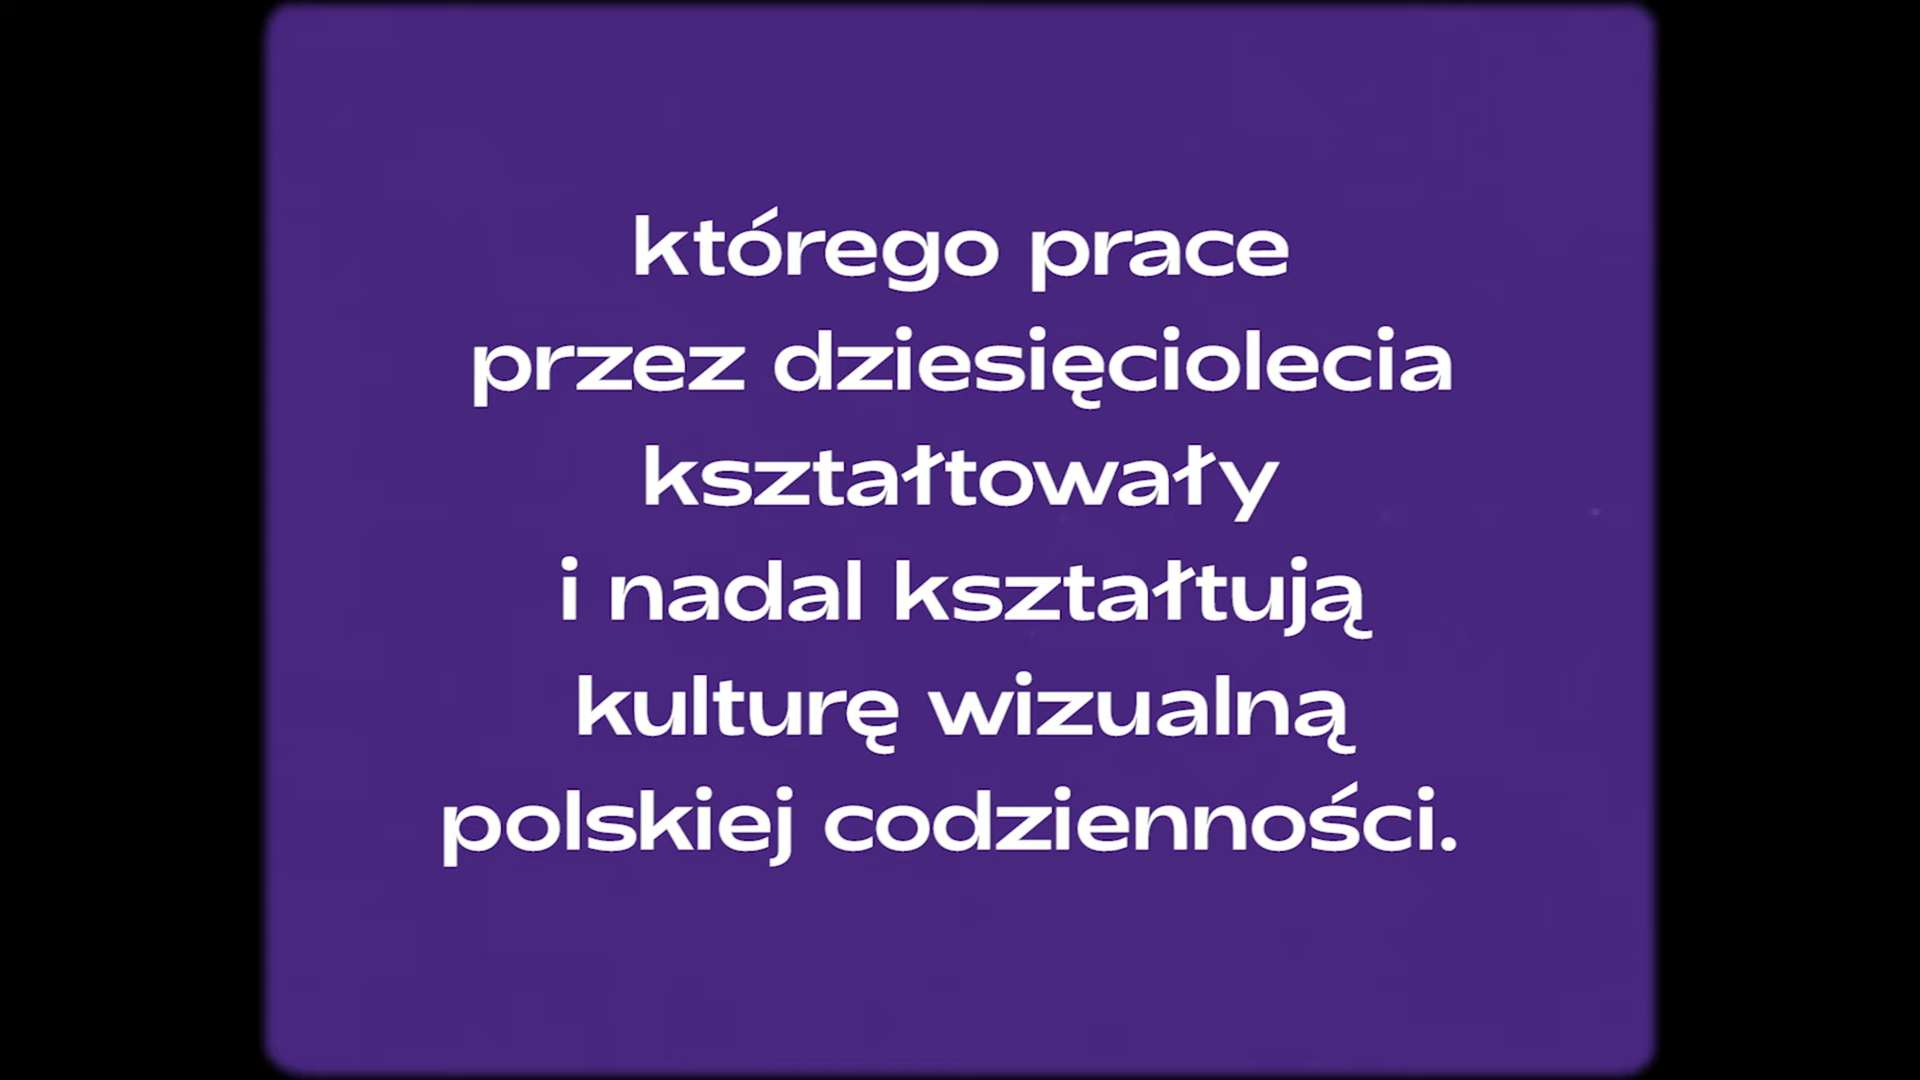 którego prace
przez dziesięciolecia
kształtowały
i nadal kształtują
kulturę wizualną
polskiej codzienności.